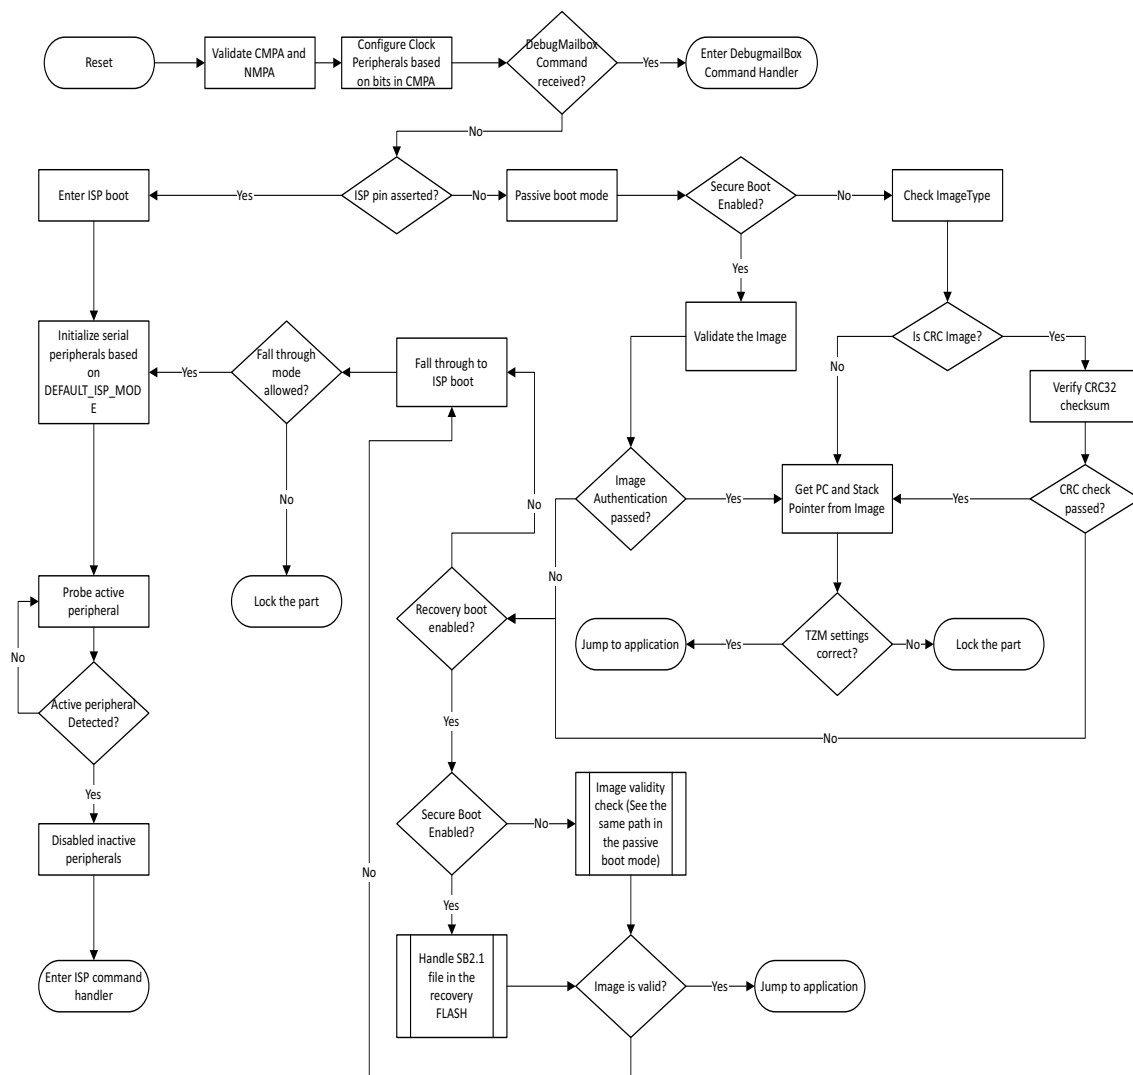 Reset
Validate CMPA and
NMPA
Configure Clock
Peripherals based
on bits in CMPA
DebugMailbox
Command
received?
Yes
Enter DebugmailBox
Command Handler
No
Enter ISP boot
Yes
ISP pin asserted?
No
Passive boot mode
Secure Boot
Enabled?
No
Check ImageType
Yes
Initialize serial
peripherals based
on
DEFAULT_ISP_MOD
E
Yes
Fall through
mode
allowed?
Fall through to
ISP boot
Validate the Image
Is CRC Image?
Yes
No
Verify CRC32
checksum
No
No
Image
Authentication
passed?
Yes
Get PC and Stack
Pointer from Image
Yes
CRC check
passed?
Probe active
peripheral
Lock the part
Recovery boot
enabled?
No
Jump to application
Yes
TZM settings
correct?
No
Lock the part
No
Active peripheral
Detected?
Yes
No
Yes
Secure Boot
Enabled?
No
Image validity
check (See the
same path in
the passive
boot mode)
Disabled inactive
peripherals
No
Yes
Enter ISP command
handler
Handle SB2.1
file in the
recovery
FLASH
Image is valid?
Yes
Jump to application